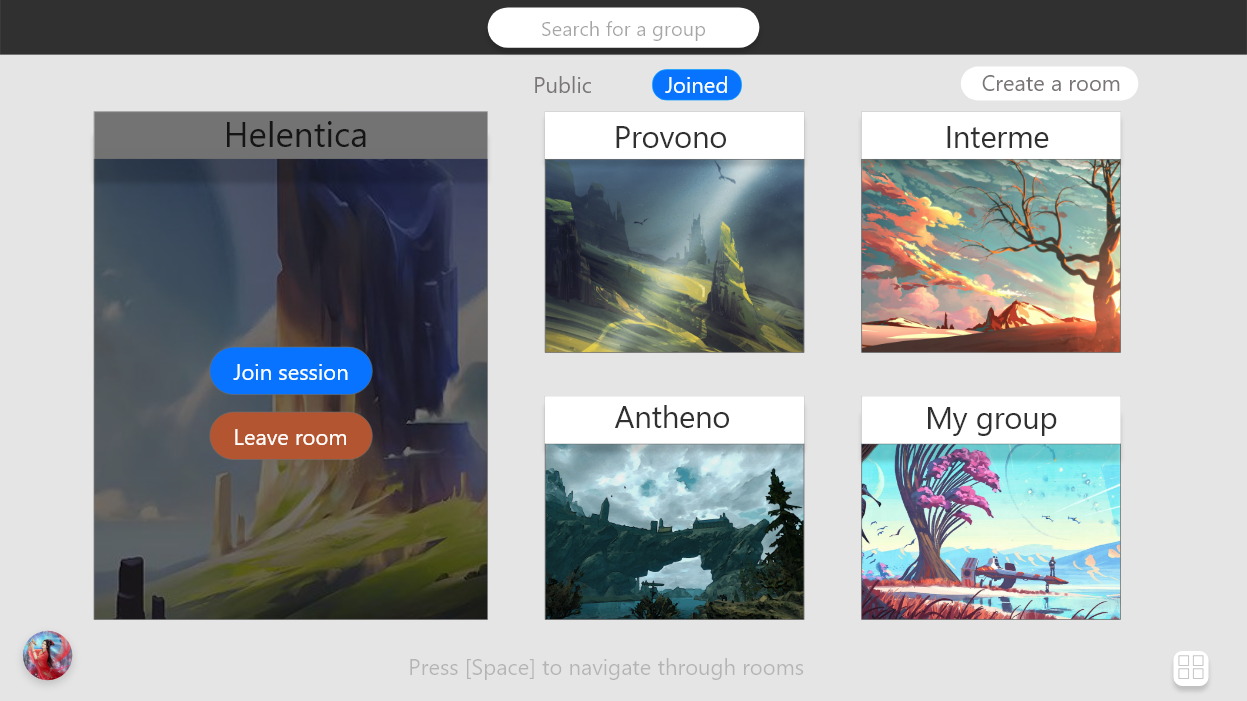 Search for a group
Public
Joined
Create a room
Helentica
Provono
Interme
Join session
Leave room
Antheno
My group
Press [Space] to navigate through rooms